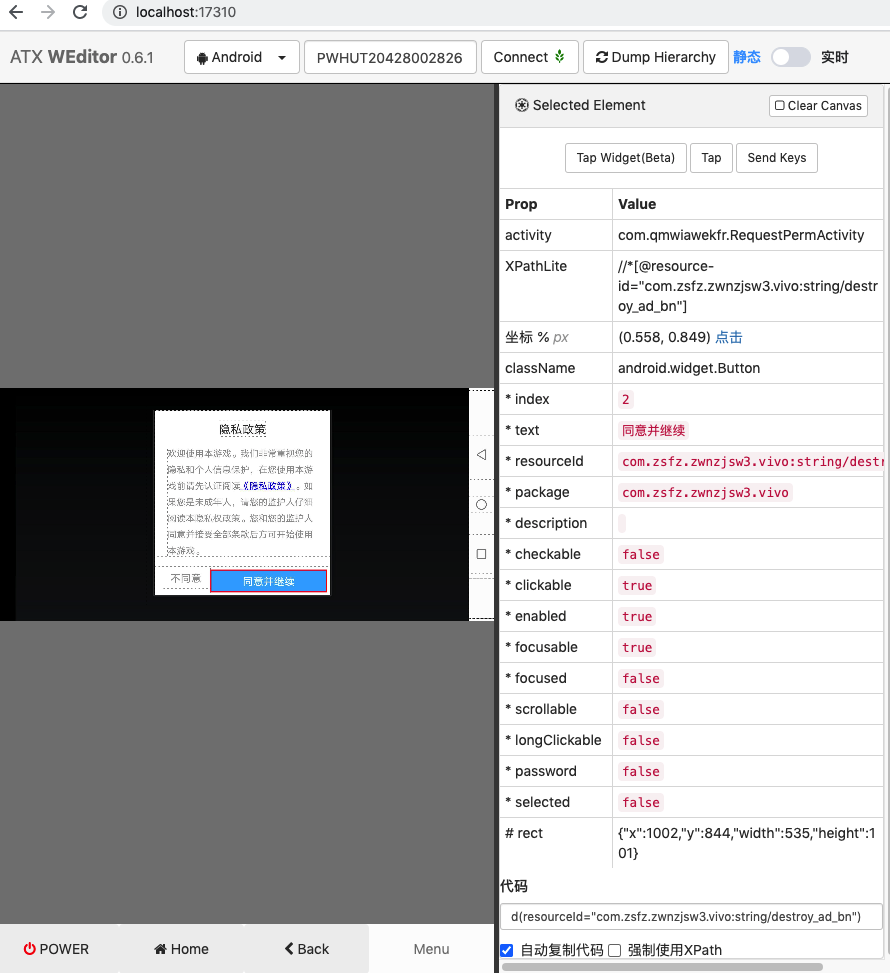 localhost:17310
ATX WEditor 0.6.1
Android
PWHUT20428002826
Connect
Dump Hierarchy
静态
实时
Selected Element
Clear Canvas
Tap Widget(Beta)
Tap
Send Keys
Prop Value
activity com.qmwiawekfr.RequestPermActivity
XPathLite //*[@resource-
id="com.zsfz.zwnzjsw3.vivo:string/destr
oy_ad_bn"]
坐标 % px (0.558, 0.849) 点击
className android.widget.Button
* index 2
* text 同意并继续
* resourceId com.zsfz.zwnzjsw3.vivo:string/destr
* package com.zsfz.zwnzjsw3.vivo
* description
* checkable false
* clickable true
* enabled true
* focusable true
* focused false
* scrollable false
* longClickable false
* password false
* selected false
# rect {"x":1002,"y":844,"width":535,"height":1
01}
代码
d(resourceId="com.zsfz.zwnzjsw3.vivo:string/destroy_ad_bn")
自动复制代码 强制使用XPath
隐私政策
欢迎使用本游戏。我们非常重视您的
隐私和个人信息保护。在您使用本游
戏前请先认证阅读《隐私政策》。如
果您是未成年人，请您的监护人仔细
阅读本隐私权政策。您和您的监护人
同意并接受全部条款后方可开始使用
本游戏。
不同意
同意并继续
POWER
Home
Back
Menu